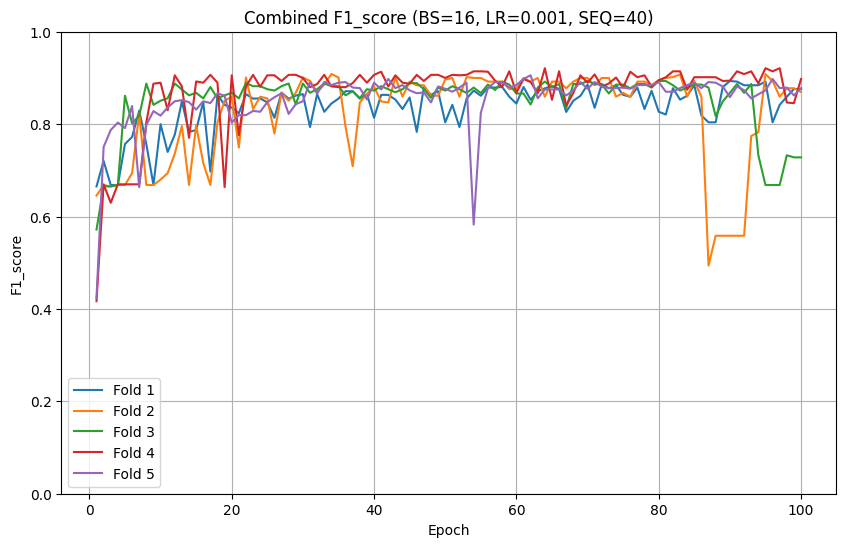 Combined F1_score (BS=16, LR=0.001, SEQ=40)
1.0
0.8
0.6
0.4
0.2
0.0
F1_score
Fold 1
Fold 2
Fold 3
Fold 4
Fold 5
0 20 40 60 80 100
Epoch